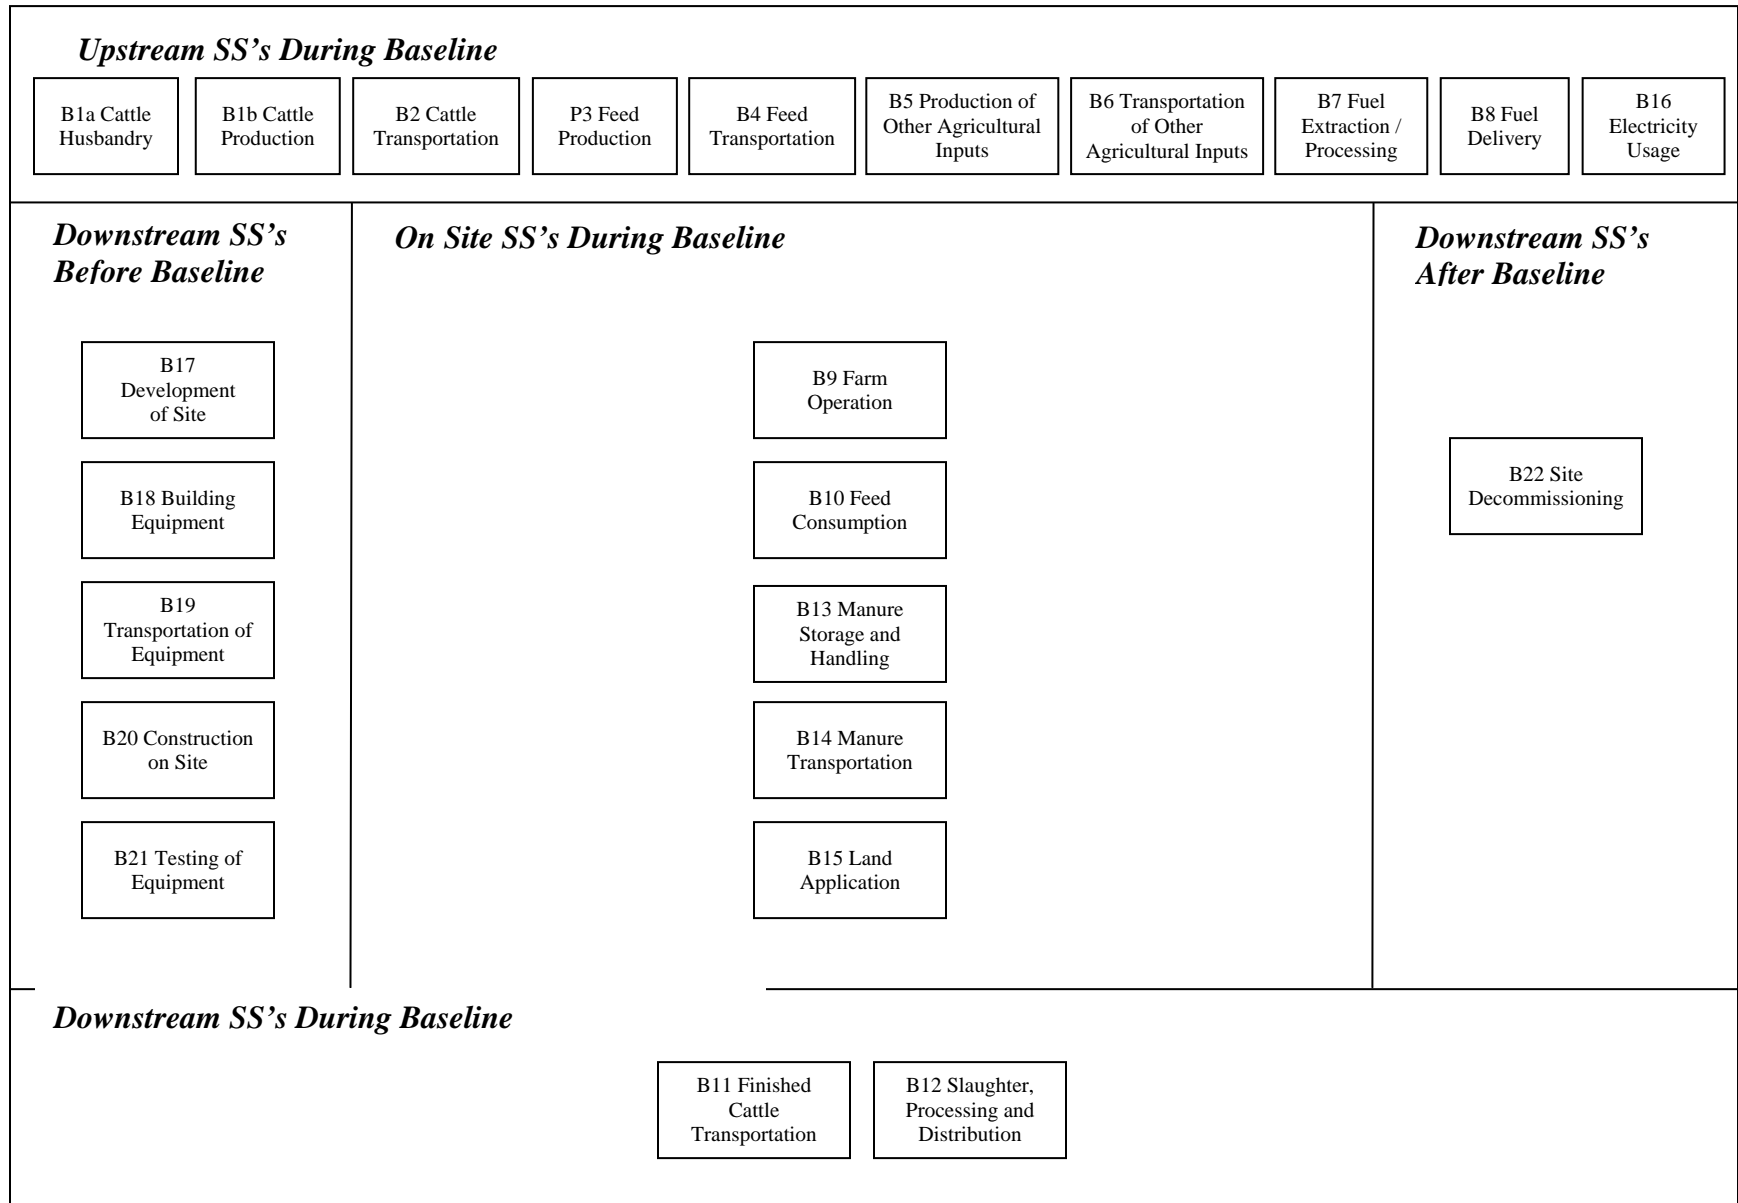 Upstream SS’s During Baseline
B1a Cattle
Husbandry
B1b Cattle
Production
B2 Cattle
Transportation
P3 Feed
Production
B4 Feed
Transportation
B5 Production of
Other Agricultural
Inputs
B6 Transportation
of Other
Agricultural Inputs
B7 Fuel
Extraction /
Processing
B8 Fuel
Delivery
B16
Electricity
Usage
Downstream SS’s
Before Baseline
B17
Development
of Site
B18 Building
Equipment
B19
Transportation of
Equipment
B20 Construction
on Site
B21 Testing of
Equipment
On Site SS’s During Baseline
B9 Farm
Operation
B10 Feed
Consumption
B13 Manure
Storage and
Handling
B14 Manure
Transportation
B15 Land
Application
Downstream SS’s
After Baseline
B22 Site
Decommissioning
Downstream SS’s During Baseline
B11 Finished
Cattle
Transportation
B12 Slaughter,
Processing and
Distribution